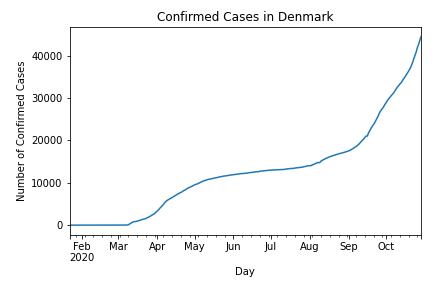 Confirmed Cases in Denmark
Number of Confirmed Cases
40000
30000
20000
10000
0
Feb Mar Apr May Jun Jul Aug Sep Oct
2020
Day